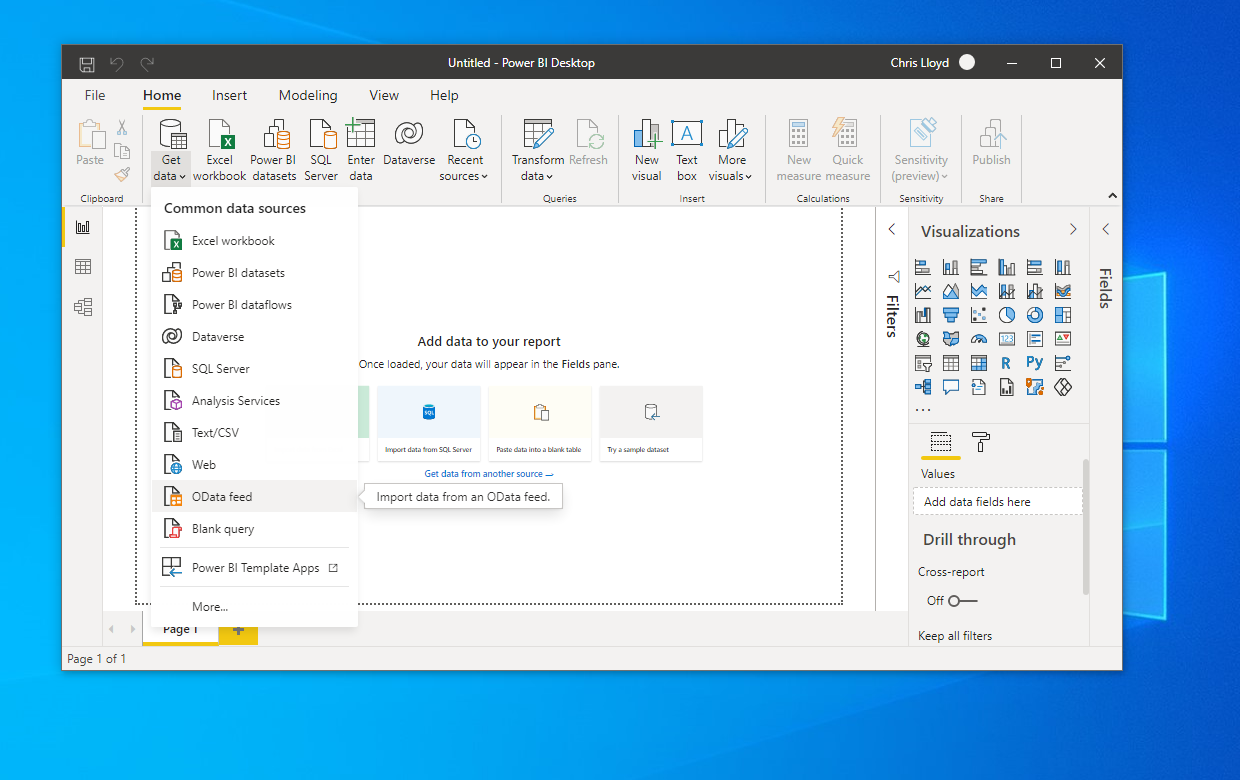 Untitled - Power BI Desktop
Chris Lloyd
File Home Insert Modeling View Help
Paste
Get data
Excel workbook
Power BI datasets
SQL Server
Enter data
Dataverse
Recent sources
Transform data
Refresh
New visual
Text box
More visuals
New measure
Quick measure
Sensitivity (preview)
Publish
Clipboard
Queries
Insert
Calculations
Sensitivity
Share
Common data sources
Excel workbook
Power BI datasets
Power BI dataflows
Dataverse
SQL Server
Analysis Services
Text/CSV
Web
OData feed
Blank query
Power BI Template Apps
More...
Import data from an OData feed.
Add data to your report
Once loaded, your data will appear in the Fields pane.
SQL
Import data from SQL Server
Paste data into a blank table
Try a sample dataset
Get data from another source
Filters
Visualizations
123
R
Py
Values
Add data fields here
Drill through
Cross-report
Off
Keep all filters
Fields
Page 1
Page 1 of 1